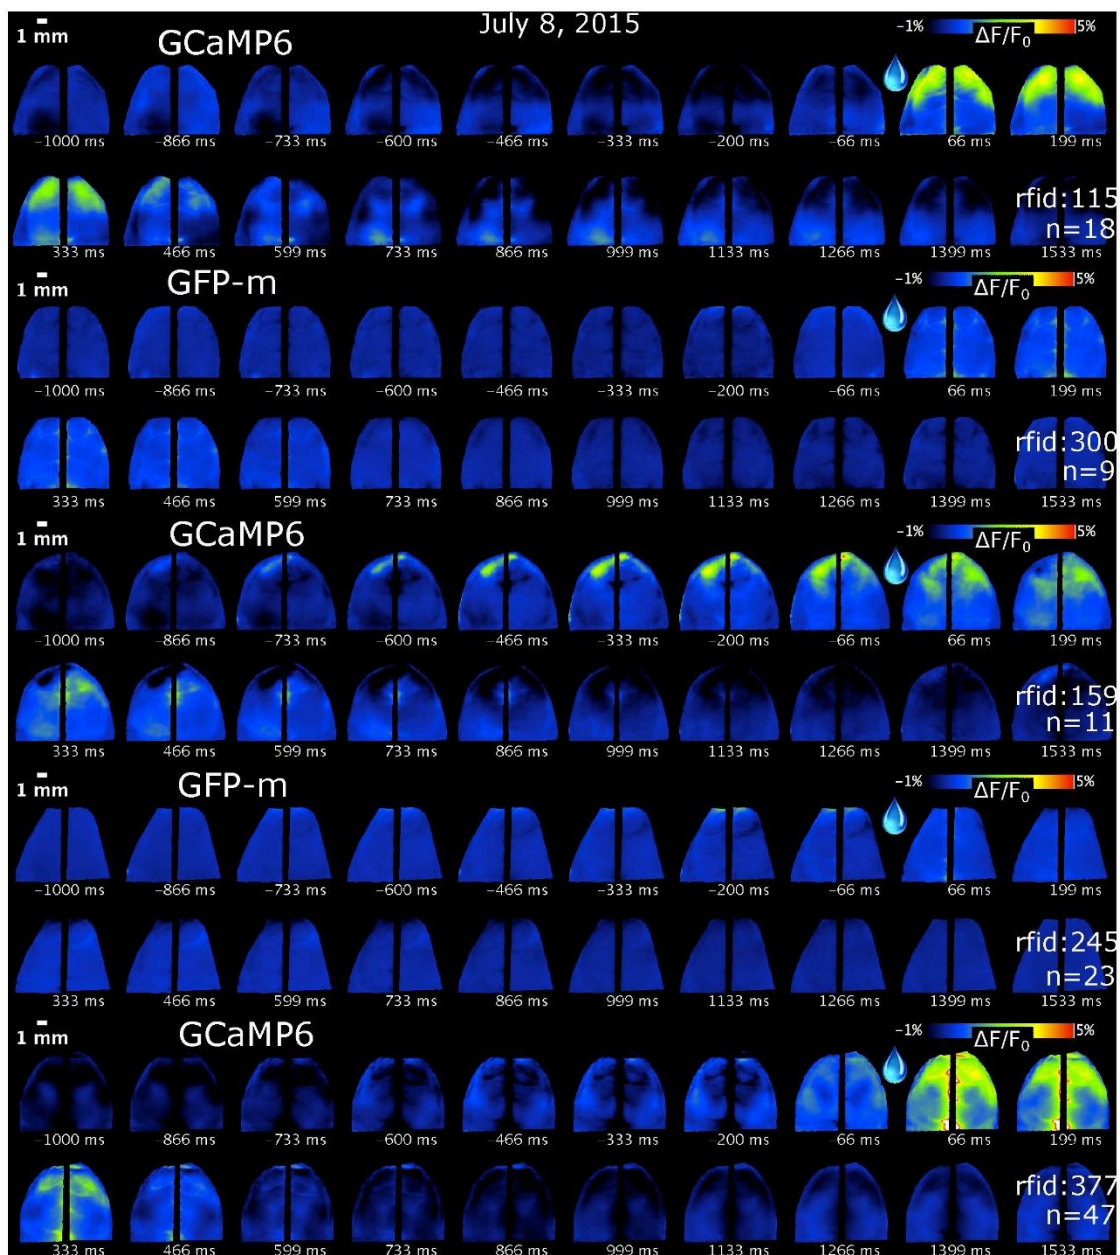 July 8, 2015
1 mm GCaMP6 -1% ΔF/F0 5%
-1000 ms -866 ms -733 ms -600 ms -466 ms -333 ms -200 ms -66 ms 66 ms 199 ms
rfid:115
n=18
333 ms 466 ms 599 ms 733 ms 866 ms 999 ms 1133 ms 1266 ms 1399 ms 1533 ms
1 mm GFP-m -1% ΔF/F0 5%
-1000 ms -866 ms -733 ms -600 ms -466 ms -333 ms -200 ms -66 ms 66 ms 199 ms
rfid:300
n=9
333 ms 466 ms 599 ms 733 ms 866 ms 999 ms 1133 ms 1266 ms 1399 ms 1533 ms
1 mm GCaMP6 -1% ΔF/F0 5%
-1000 ms -866 ms -733 ms -600 ms -466 ms -333 ms -200 ms -66 ms 66 ms 199 ms
rfid:159
n=11
333 ms 466 ms 599 ms 733 ms 866 ms 999 ms 1133 ms 1266 ms 1399 ms 1533 ms
1 mm GFP-m -1% ΔF/F0 5%
-1000 ms -866 ms -733 ms -600 ms -466 ms -333 ms -200 ms -66 ms 66 ms 199 ms
rfid:245
n=23
333 ms 466 ms 599 ms 733 ms 866 ms 999 ms 1133 ms 1266 ms 1399 ms 1533 ms
1 mm GCaMP6 -1% ΔF/F0 5%
-1000 ms -866 ms -733 ms -600 ms -466 ms -333 ms -200 ms -66 ms 66 ms 199 ms
rfid:377
n=47
333 ms 466 ms 599 ms 733 ms 866 ms 999 ms 1133 ms 1266 ms 1399 ms 1533 ms